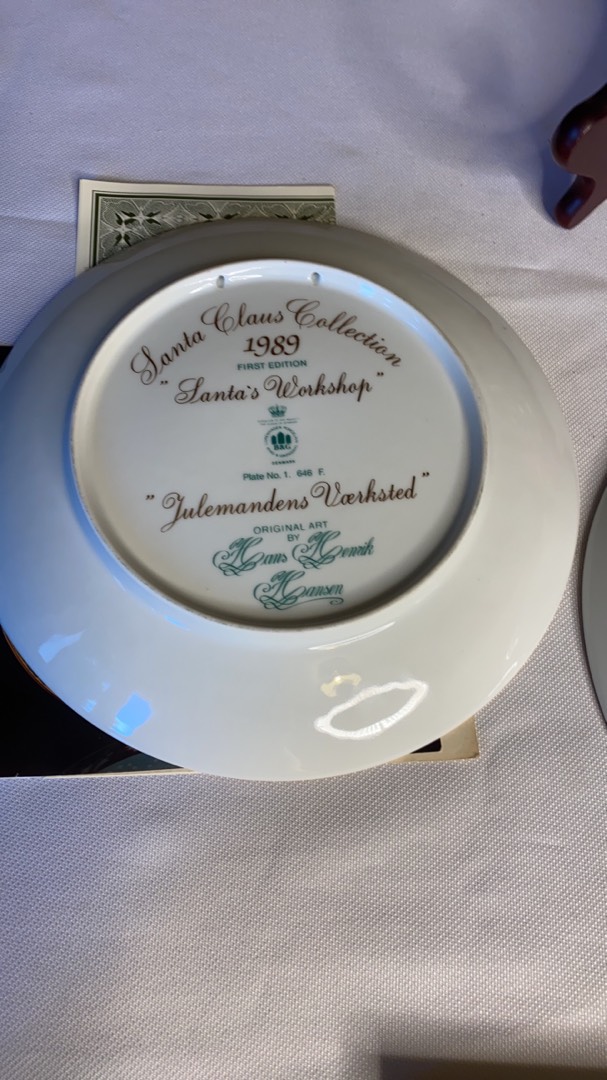 Santa Claus Collection
1989
FIRST EDITION
"Santa's Workshop"
B&G
DENMARK
Plate No. 1. 646 F.
"Julemandens Værksted"
ORIGINAL ART
BY
Hans Henrik
Hansen